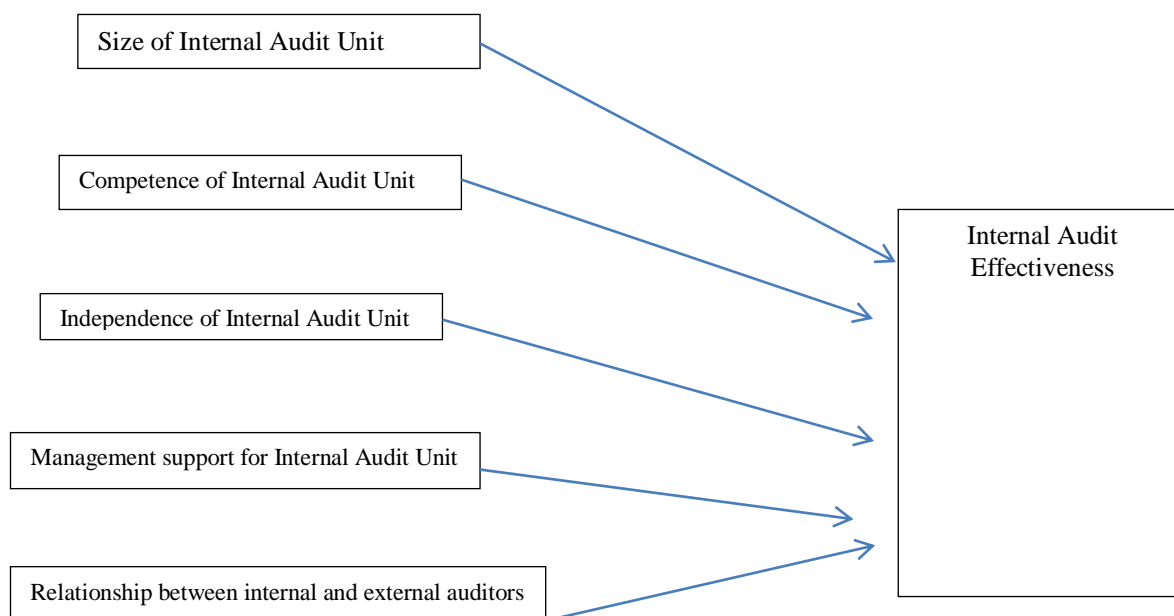 Size of Internal Audit Unit
Competence of Internal Audit Unit
Internal Audit
Effectiveness
Independence of Internal Audit Unit
Management support for Internal Audit Unit
Relationship between internal and external auditors